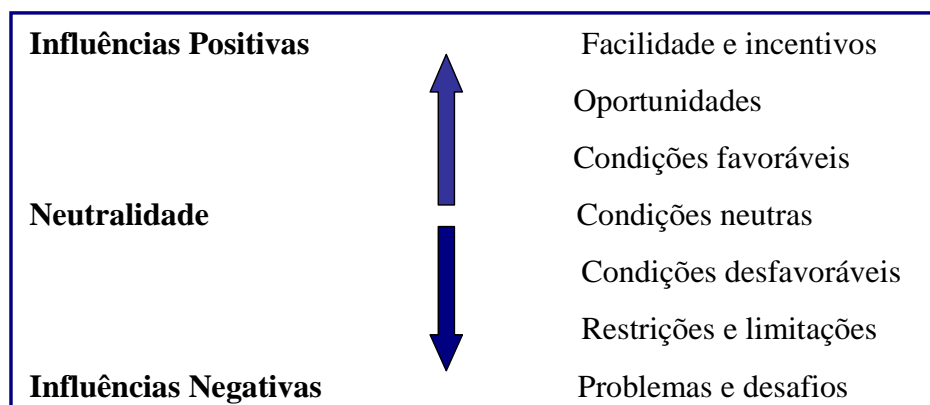 Influências Positivas Facilidade e incentivos
Oportunidades
Condições favoráveis
Neutralidade Condições neutras
Condições desfavoráveis
Restrições e limitações
Influências Negativas Problemas e desafios